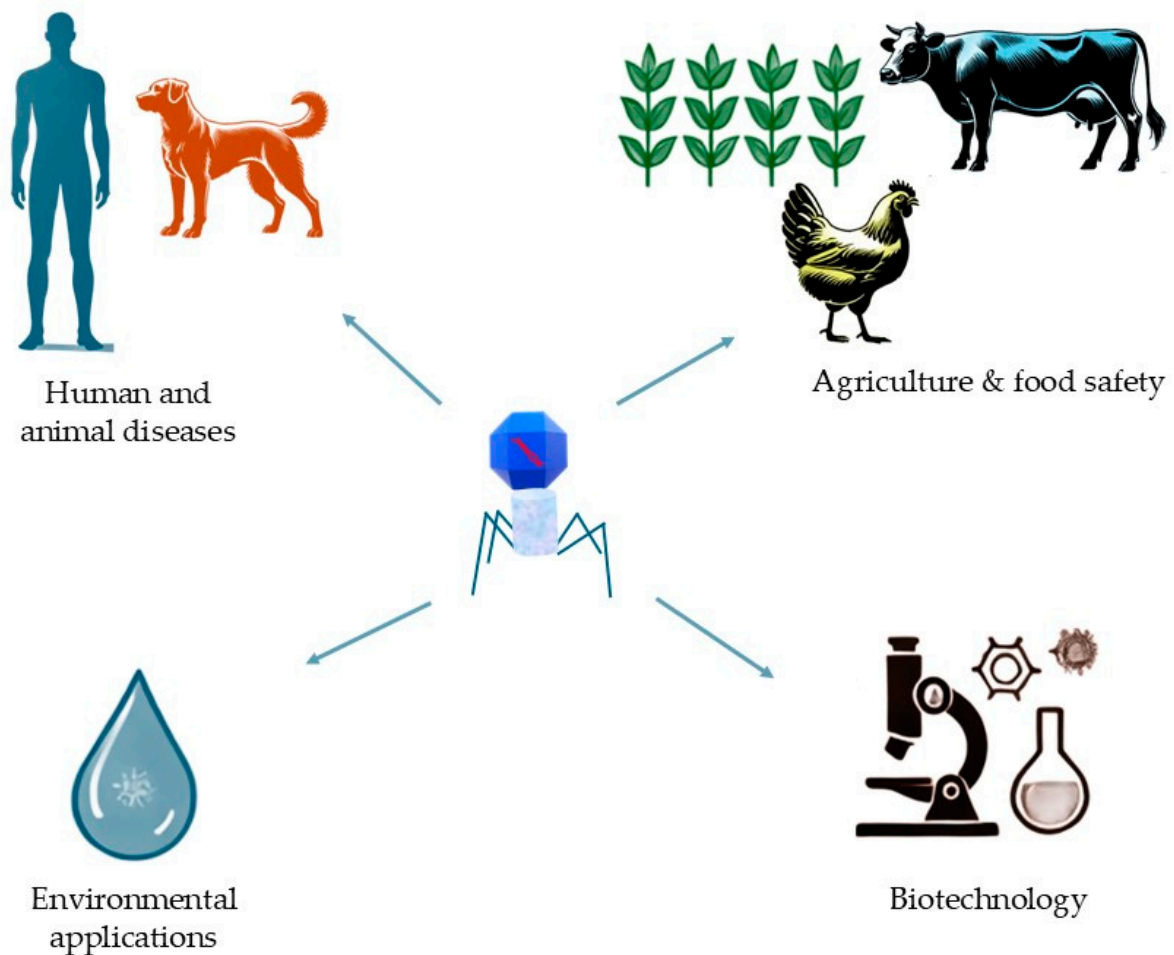 Human and
animal diseases
Agriculture & food safety
Environmental
applications
Biotechnology